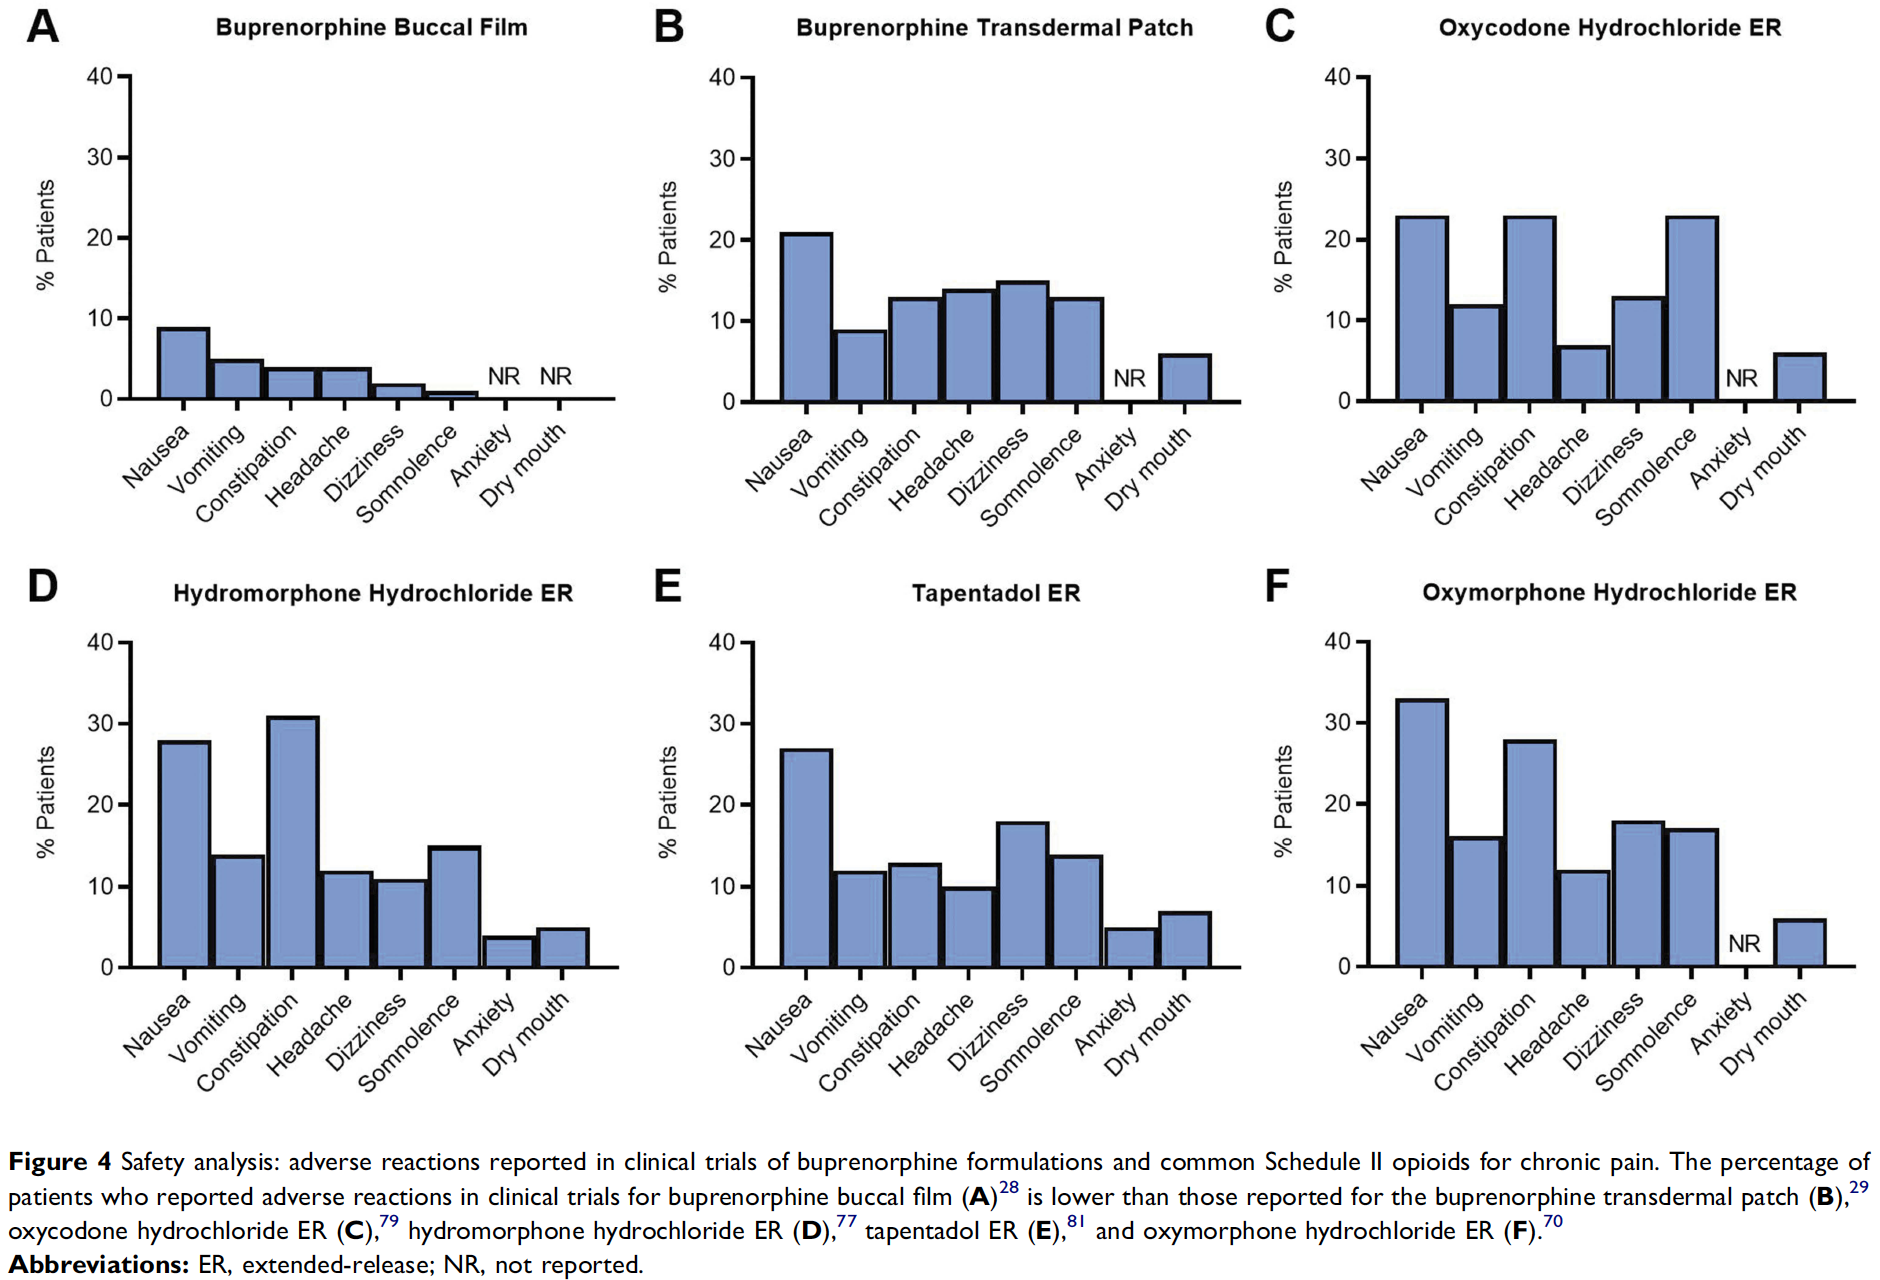 A
Buprenorphine Buccal Film
% Patients
40
30
20
10
0
NR
NR
Nausea
Vomiting
Constipation
Headache
Dizziness
Somnolence
Anxiety
Dry mouth
B
Buprenorphine Transdermal Patch
% Patients
40
30
20
10
0
NR
Nausea
Vomiting
Constipation
Headache
Dizziness
Somnolence
Anxiety
Dry mouth
C
Oxycodone Hydrochloride ER
% Patients
40
30
20
10
0
NR
Nausea
Vomiting
Constipation
Headache
Dizziness
Somnolence
Anxiety
Dry mouth
D
Hydromorphone Hydrochloride ER
% Patients
40
30
20
10
0
Nausea
Vomiting
Constipation
Headache
Dizziness
Somnolence
Anxiety
Dry mouth
E
Tapentadol ER
% Patients
40
30
20
10
0
Nausea
Vomiting
Constipation
Headache
Dizziness
Somnolence
Anxiety
Dry mouth
F
Oxymorphone Hydrochloride ER
% Patients
40
30
20
10
0
NR
Nausea
Vomiting
Constipation
Headache
Dizziness
Somnolence
Anxiety
Dry mouth
Figure 4 Safety analysis: adverse reactions reported in clinical trials of buprenorphine formulations and common Schedule II opioids for chronic pain. The percentage of
patients who reported adverse reactions in clinical trials for buprenorphine buccal film (A)28 is lower than those reported for the buprenorphine transdermal patch (B),29
oxycodone hydrochloride ER (C),79 hydromorphone hydrochloride ER (D),77 tapentadol ER (E),81 and oxymorphone hydrochloride ER (F).70
Abbreviations: ER, extended-release; NR, not reported.